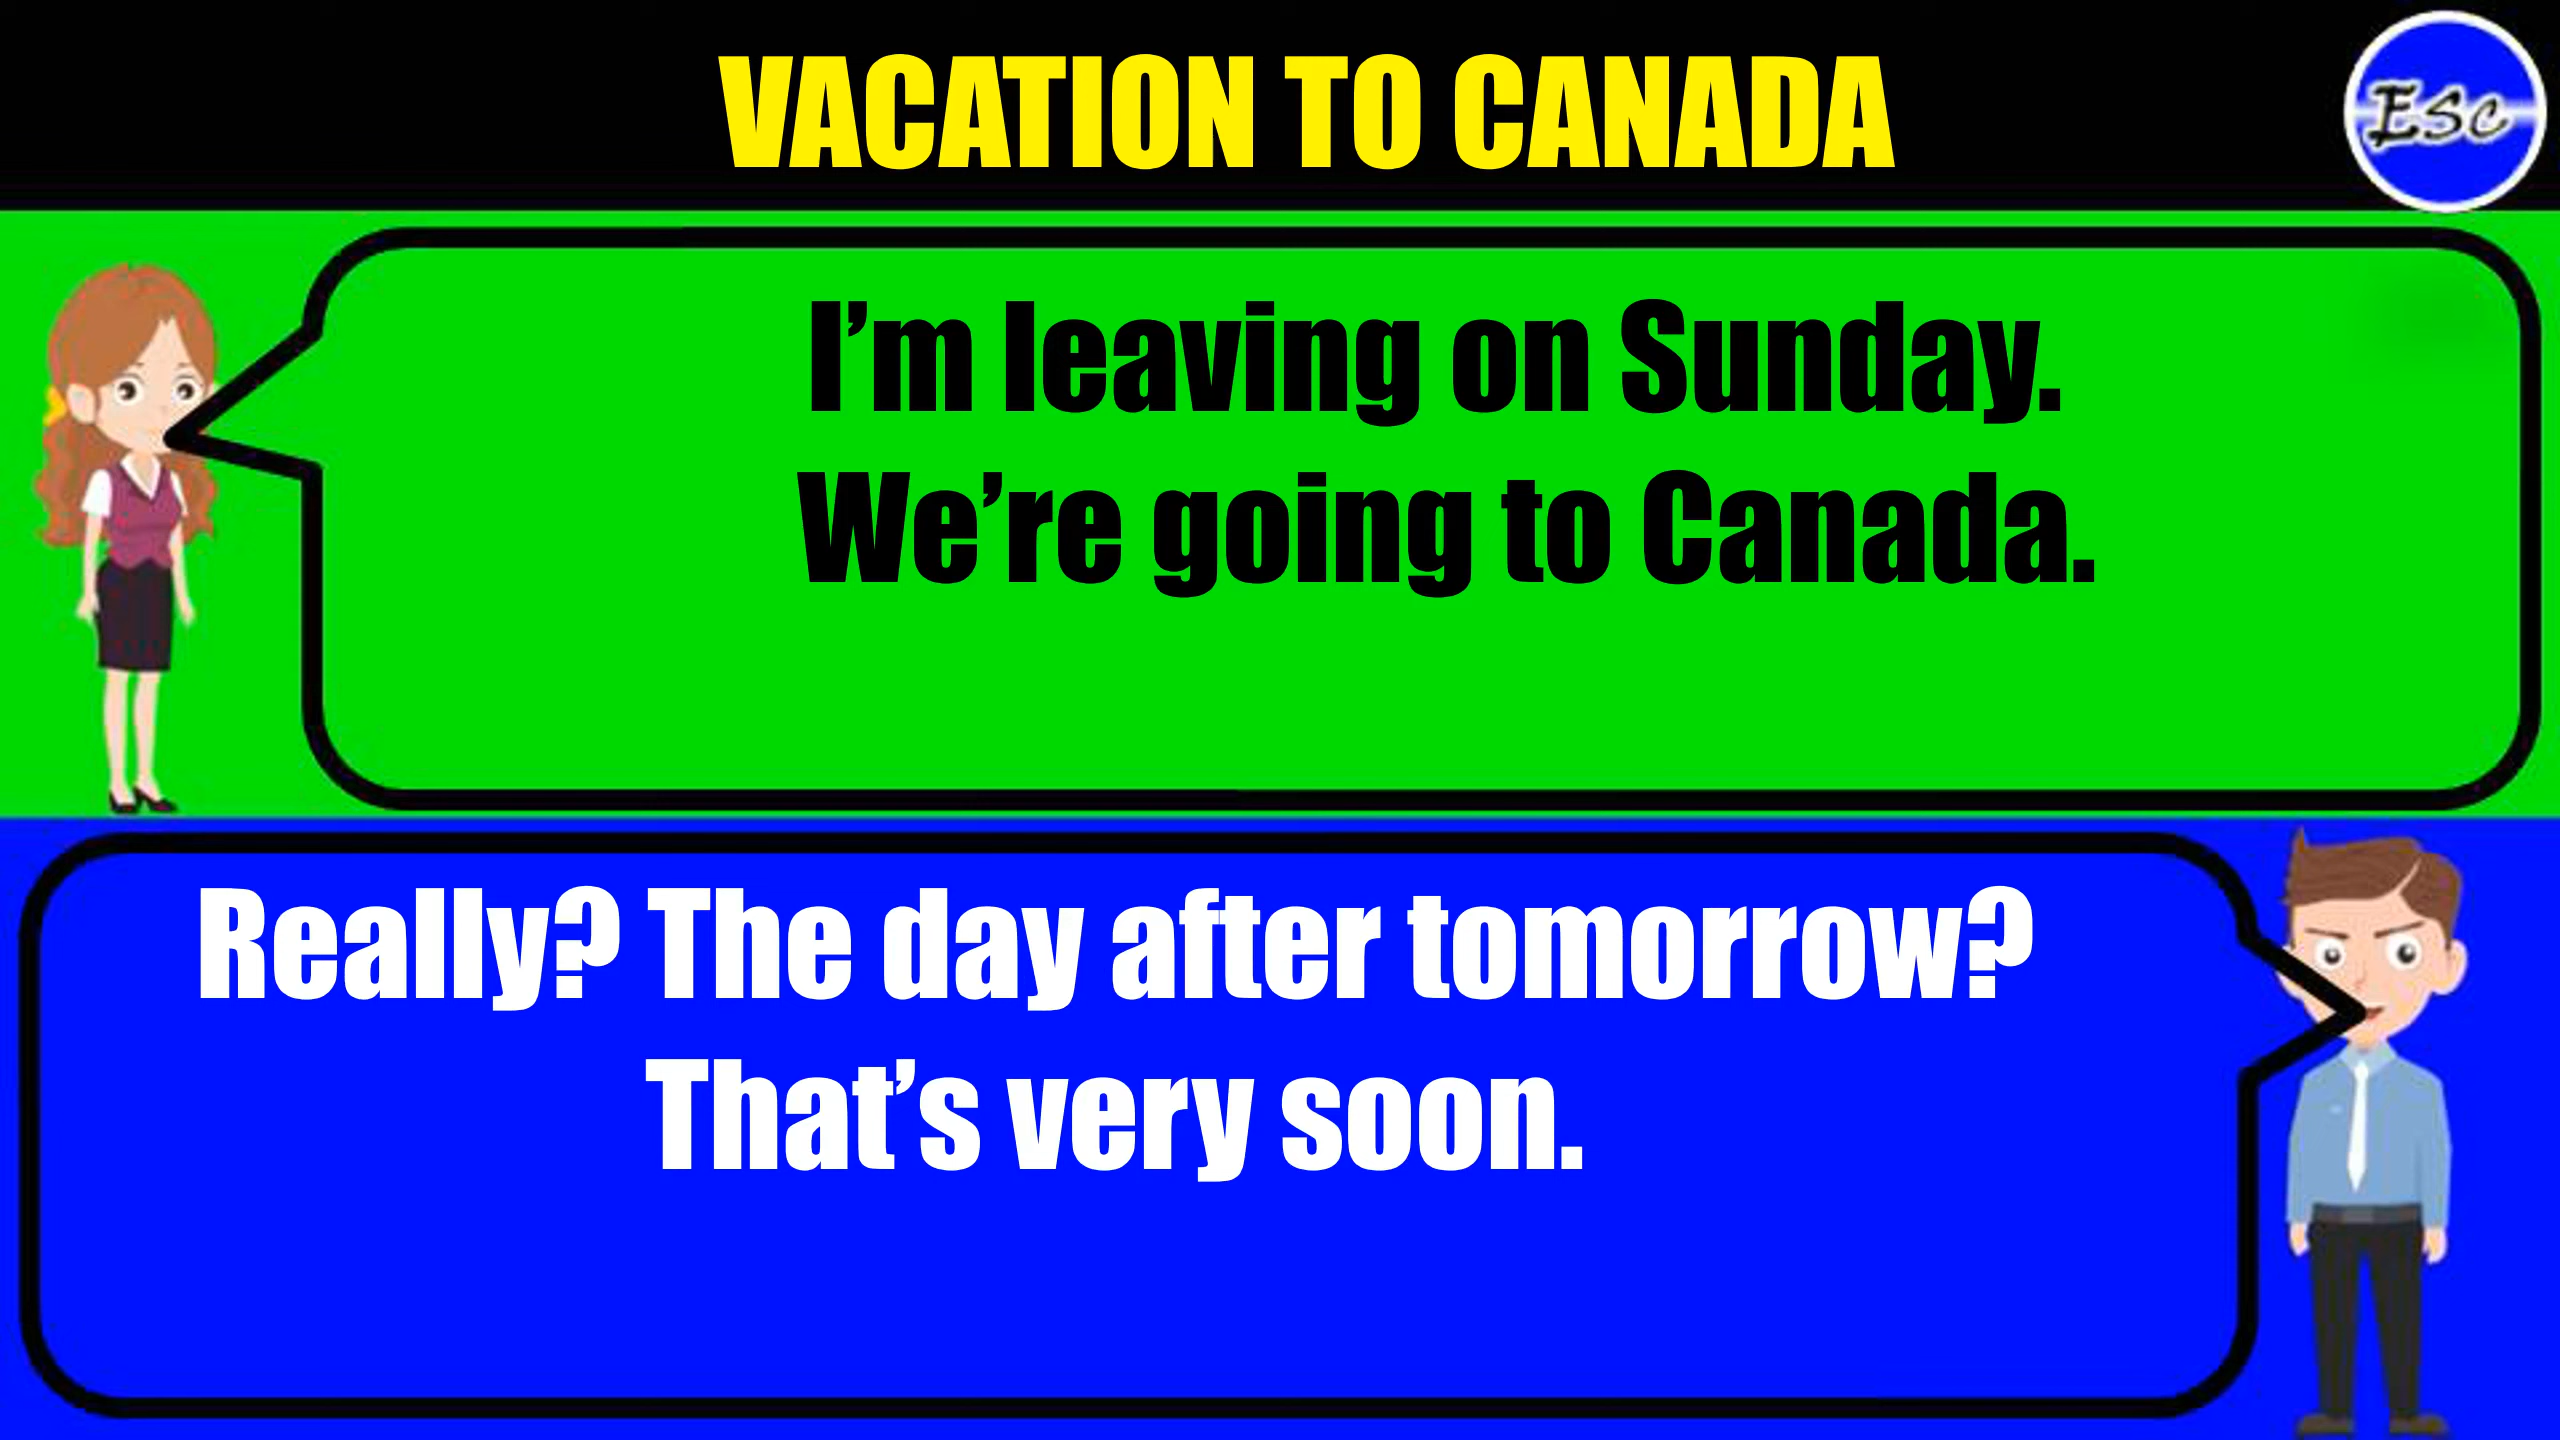 VACATION TO CANADA
Esc
I'm leaving on Sunday.
We're going to Canada.
Really? The day after tomorrow?
That's very soon.